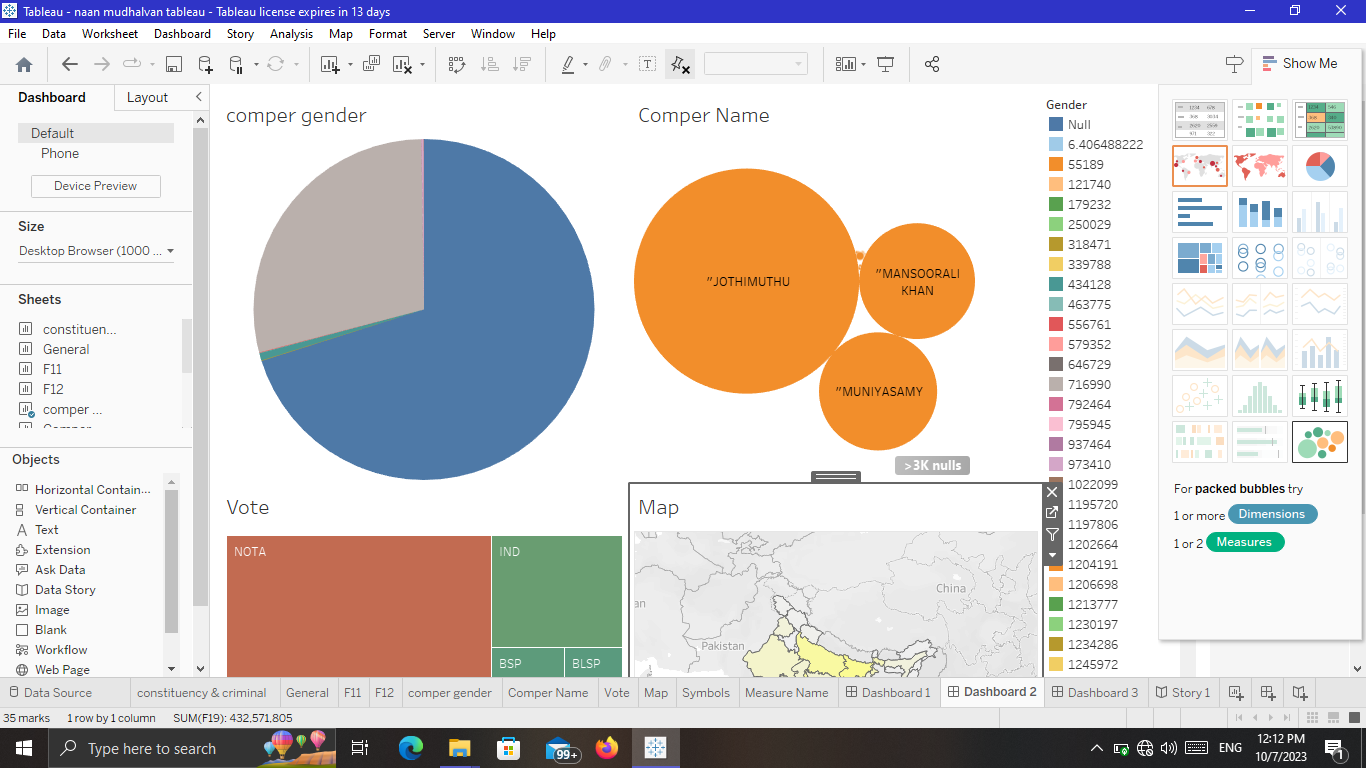 Tableau - naan mudhalvan tableau - Tableau license expires in 13 days
File Data Worksheet Dashboard Story Analysis Map Format Server Window Help
Show Me
Dashboard Layout
Default
Phone
Device Preview
Size
Desktop Browser (1000 ...
Sheets
constituen...
General
F11
F12
comper ...
Objects
Horizontal Contain...
Vertical Container
Text
Extension
Ask Data
Data Story
Image
Blank
Workflow
Web Page
comper gender
Comper Name
"JOTHIMUTHU
"MANSOORALI
KHAN
"MUNIYASAMY
>3K nulls
Vote
NOTA
IND
BSP
BLSP
Map
China
Pakistan
Gender
Null
6.406488222
55189
121740
179232
250029
318471
339788
434128
463775
556761
579352
646729
716990
792464
795945
937464
973410
1022099
1195720
1197806
1202664
1204191
1206698
1213777
1230197
1234286
1245972
For packed bubbles try
1 or more Dimensions
1 or 2 Measures
Data Source constituency & criminal General F11 F12 comper gender Comper Name Vote Map Symbols Measure Name Dashboard 1 Dashboard 2 Dashboard 3 Story 1
35 marks 1 row by 1 column SUM(F19): 432,571,805
Type here to search
99+
ENG
12:12 PM
10/7/2023
1